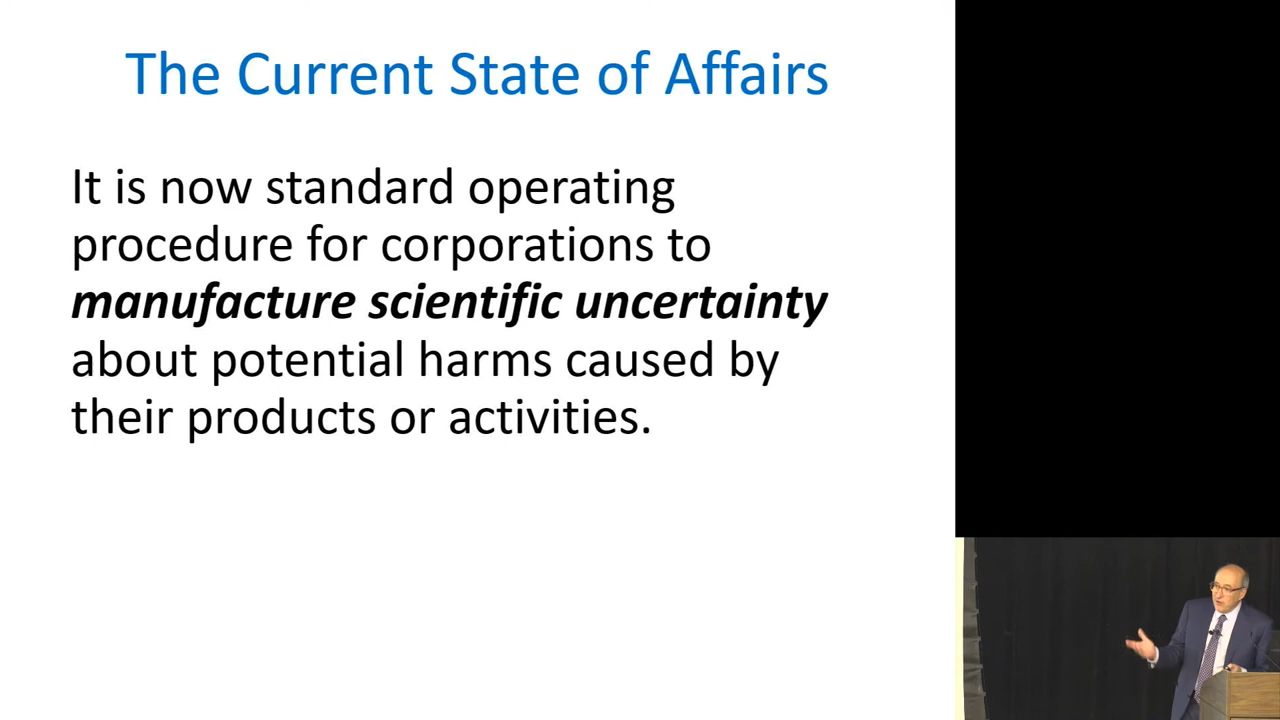 The Current State of Affairs
It is now standard operating
procedure for corporations to
manufacture scientific uncertainty
about potential harms caused by
their products or activities.